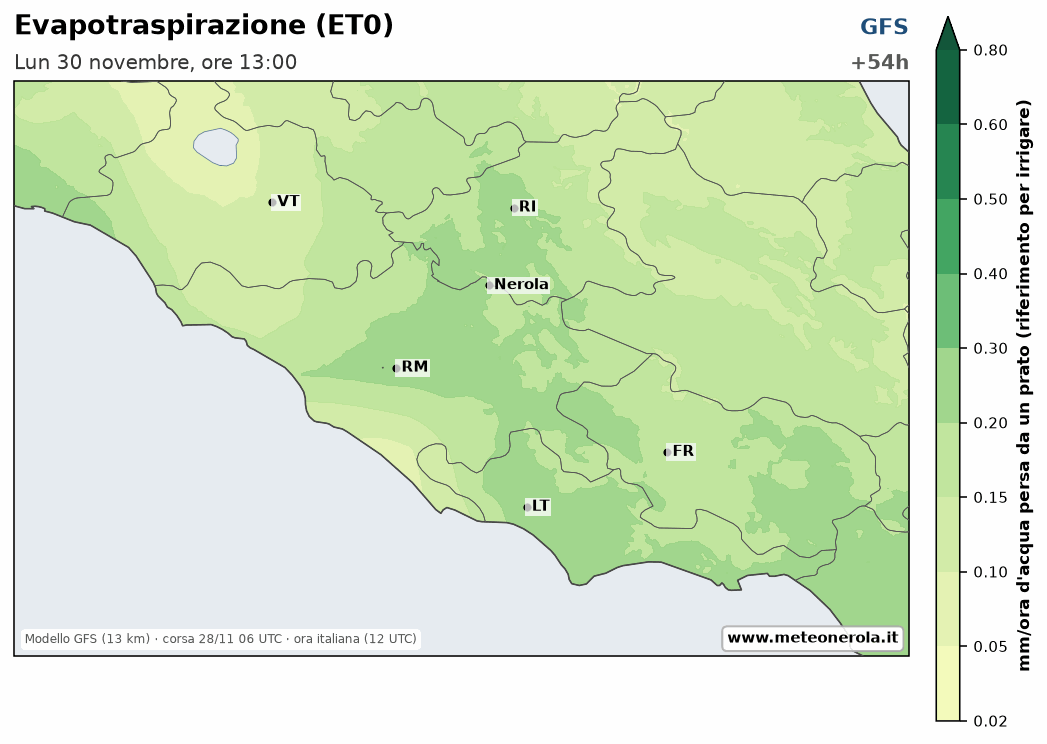 Evapotraspirazione (ET0)
GFS
Lun 30 novembre, ore 13:00
+54h
VT
RI
Nerola
RM
FR
LT
Modello GFS (13 km) · corsa 28/11 06 UTC · ora italiana (12 UTC)
www.meteonerola.it
0.80
0.60
0.50
0.40
0.30
0.20
0.15
0.10
0.05
0.02
mm/ora d'acqua persa da un prato (riferimento per irrigare)